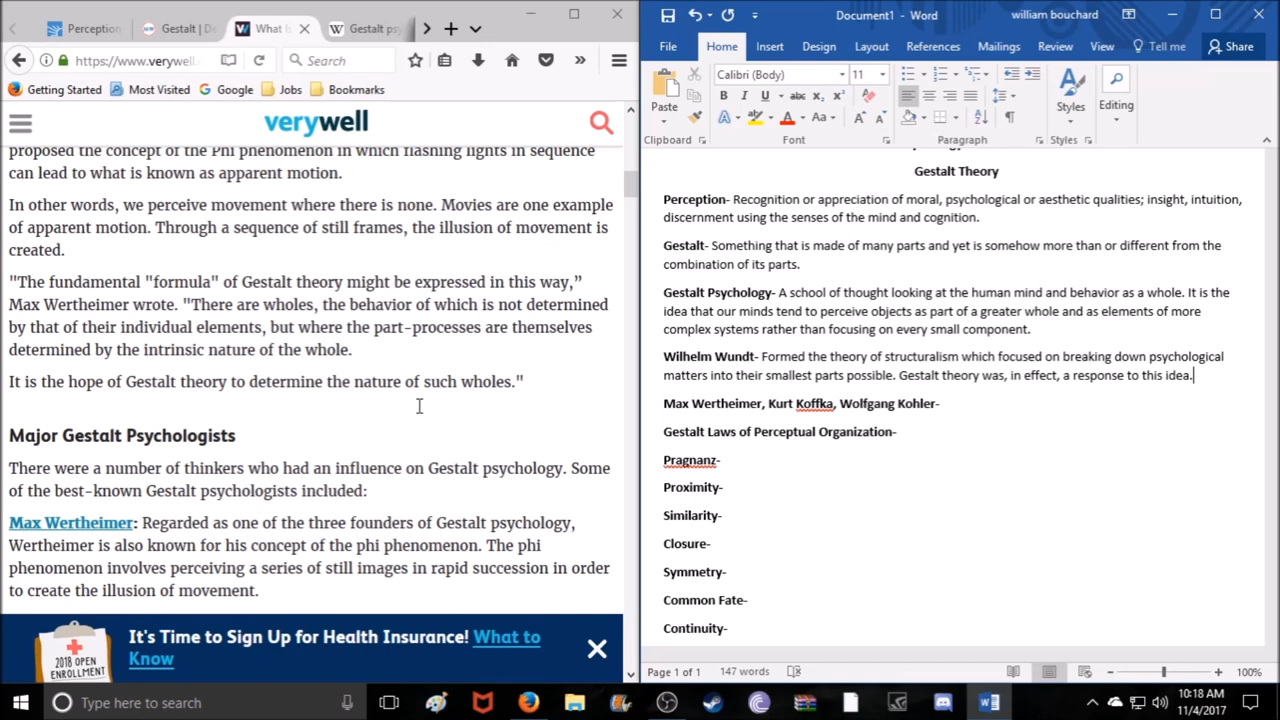 Perception
Gestalt | De
What Is
Gestalt psy
Document1 - Word
william bouchard
https://www.verywell.
Search
File
Home
Insert
Design
Layout
References
Mailings
Review
View
Tell me
Share
Getting Started
Most Visited
Google
Jobs
Bookmarks
Calibri (Body)
11
Paste
Styles
Editing
Clipboard
Font
Paragraph
Styles
verywell
proposed the concept of the Phi phenomenon in which flashing lights in sequence
can lead to what is known as apparent motion.
In other words, we perceive movement where there is none. Movies are one example
of apparent motion. Through a sequence of still frames, the illusion of movement is
created.
"The fundamental "formula" of Gestalt theory might be expressed in this way,”
Max Wertheimer wrote. "There are wholes, the behavior of which is not determined
by that of their individual elements, but where the part-processes are themselves
determined by the intrinsic nature of the whole.
It is the hope of Gestalt theory to determine the nature of such wholes."
Major Gestalt Psychologists
There were a number of thinkers who had an influence on Gestalt psychology. Some
of the best-known Gestalt psychologists included:
Max Wertheimer: Regarded as one of the three founders of Gestalt psychology,
Wertheimer is also known for his concept of the phi phenomenon. The phi
phenomenon involves perceiving a series of still images in rapid succession in order
to create the illusion of movement.
2018 OPEN
ENROLLMENT
It's Time to Sign Up for Health Insurance! What to
Know
Gestalt Theory
Perception- Recognition or appreciation of moral, psychological or aesthetic qualities; insight, intuition,
discernment using the senses of the mind and cognition.
Gestalt- Something that is made of many parts and yet is somehow more than or different from the
combination of its parts.
Gestalt Psychology- A school of thought looking at the human mind and behavior as a whole. It is the
idea that our minds tend to perceive objects as part of a greater whole and as elements of more
complex systems rather than focusing on every small component.
Wilhelm Wundt- Formed the theory of structuralism which focused on breaking down psychological
matters into their smallest parts possible. Gestalt theory was, in effect, a response to this idea.
Max Wertheimer, Kurt Koffka, Wolfgang Kohler-
Gestalt Laws of Perceptual Organization-
Pragnanz-
Proximity-
Similarity-
Closure-
Symmetry-
Common Fate-
Continuity-
Page 1 of 1
147 words
100%
Type here to search
10:18 AM
11/4/2017